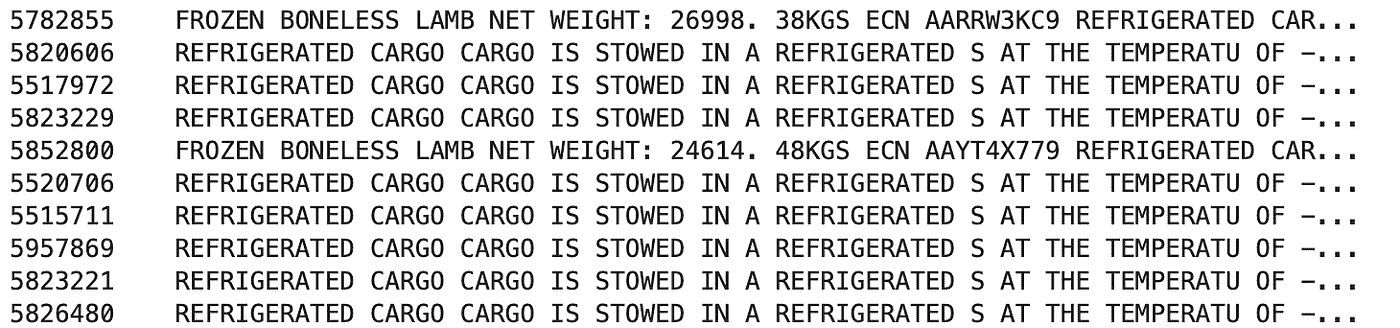 5782855 FROZEN BONELESS LAMB NET WEIGHT: 26998. 38KGS ECN AARRW3KC9 REFRIGERATED CAR...
5820606 REFRIGERATED CARGO CARGO IS STOWED IN A REFRIGERATED S AT THE TEMPERATU OF -...
5517972 REFRIGERATED CARGO CARGO IS STOWED IN A REFRIGERATED S AT THE TEMPERATU OF -...
5823229 REFRIGERATED CARGO CARGO IS STOWED IN A REFRIGERATED S AT THE TEMPERATU OF -...
5852800 FROZEN BONELESS LAMB NET WEIGHT: 24614. 48KGS ECN AAYT4X779 REFRIGERATED CAR...
5520706 REFRIGERATED CARGO CARGO IS STOWED IN A REFRIGERATED S AT THE TEMPERATU OF -...
5515711 REFRIGERATED CARGO CARGO IS STOWED IN A REFRIGERATED S AT THE TEMPERATU OF -...
5957869 REFRIGERATED CARGO CARGO IS STOWED IN A REFRIGERATED S AT THE TEMPERATU OF -...
5823221 REFRIGERATED CARGO CARGO IS STOWED IN A REFRIGERATED S AT THE TEMPERATU OF -...
5826480 REFRIGERATED CARGO CARGO IS STOWED IN A REFRIGERATED S AT THE TEMPERATU OF -...